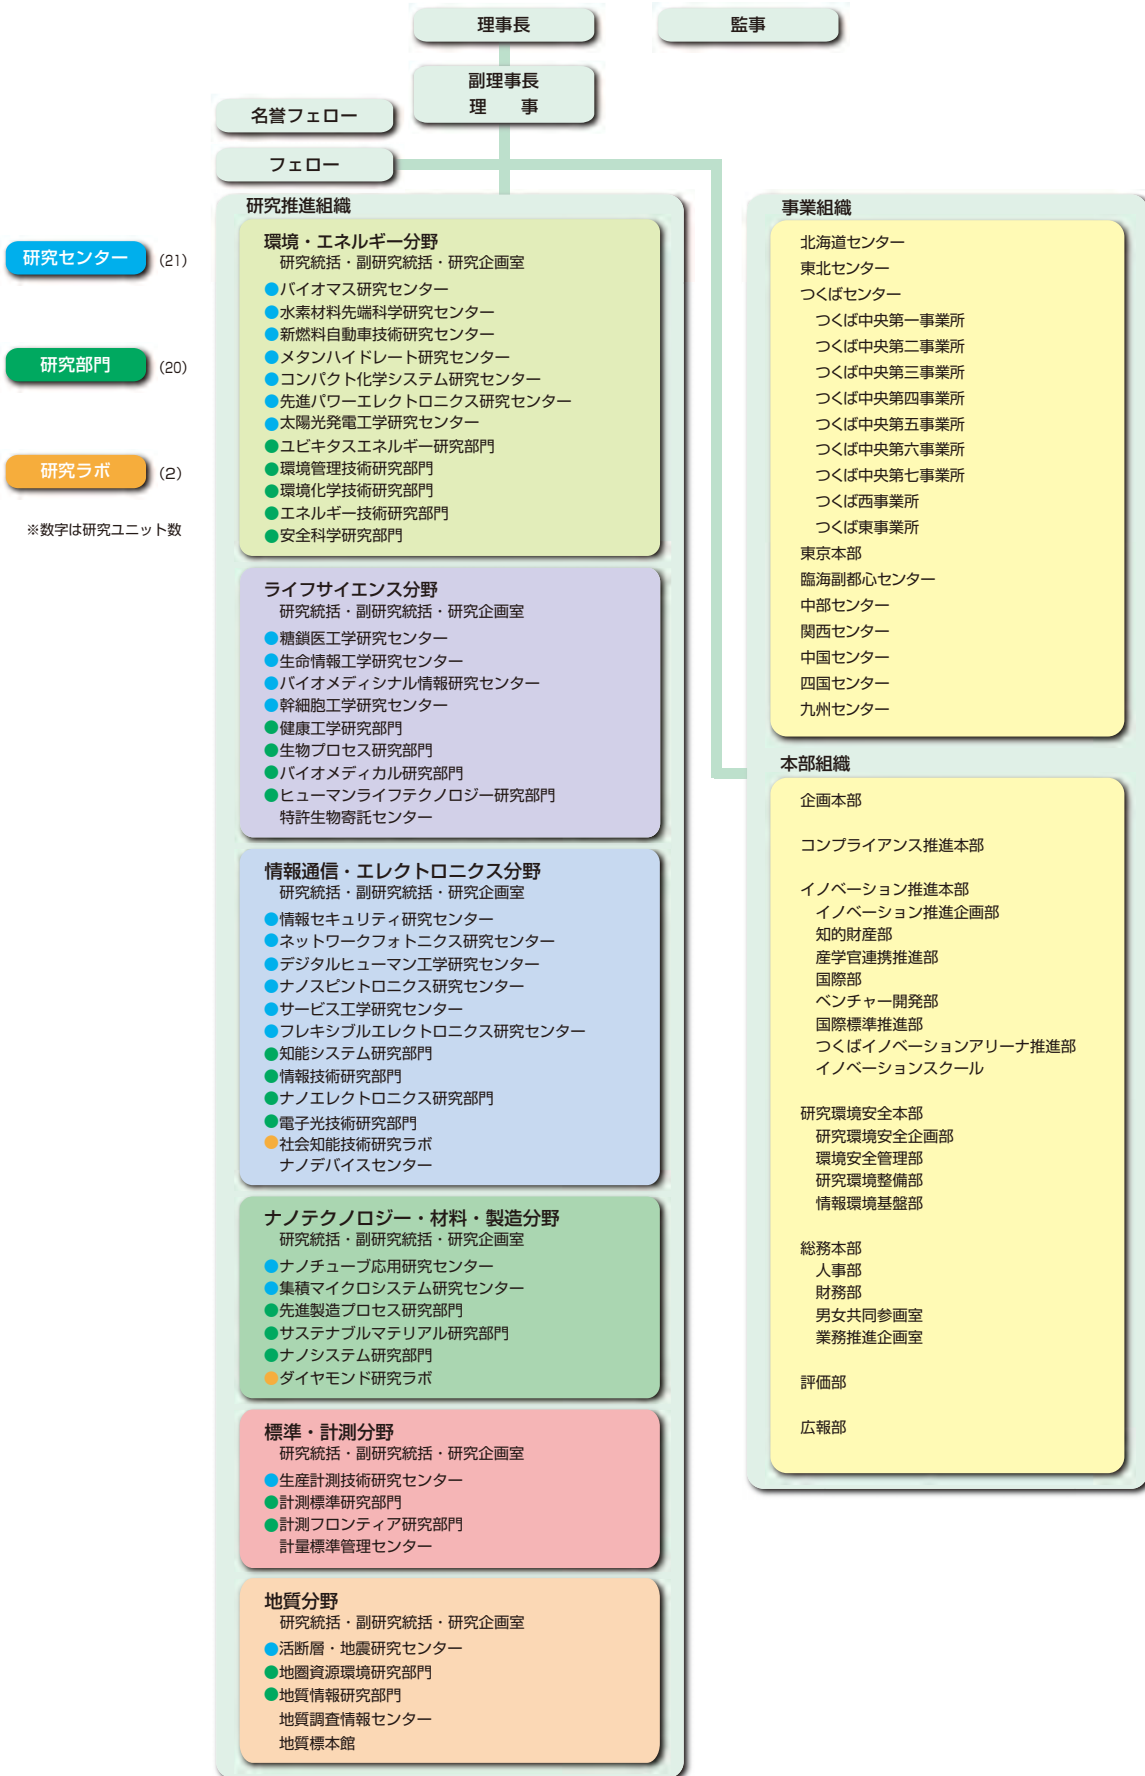 理事長
監事
副理事長
理　事
名誉フェロー
フェロー
研究センター (21)
研究部門 (20)
研究ラボ (2)
※数字は研究ユニット数
研究推進組織
環境・エネルギー分野
研究統括・副研究統括・研究企画室
●バイオマス研究センター
●水素材料先端科学研究センター
●新燃料自動車技術研究センター
●メタンハイドレート研究センター
●コンパクト化学システム研究センター
●先進パワーエレクトロニクス研究センター
●太陽光発電工学研究センター
●ユビキタスエネルギー研究部門
●環境管理技術研究部門
●環境化学技術研究部門
●エネルギー技術研究部門
●安全科学研究部門
ライフサイエンス分野
研究統括・副研究統括・研究企画室
●糖鎖医工学研究センター
●生命情報工学研究センター
●バイオメディシナル情報研究センター
●幹細胞工学研究センター
●健康工学研究部門
●生物プロセス研究部門
●バイオメディカル研究部門
●ヒューマンライフテクノロジー研究部門
特許生物寄託センター
情報通信・エレクトロニクス分野
研究統括・副研究統括・研究企画室
●情報セキュリティ研究センター
●ネットワークフォトニクス研究センター
●デジタルヒューマン工学研究センター
●ナノスピントロニクス研究センター
●サービス工学研究センター
●フレキシブルエレクトロニクス研究センター
●知能システム研究部門
●情報技術研究部門
●ナノエレクトロニクス研究部門
●電子光技術研究部門
●社会知能技術研究ラボ
ナノデバイスセンター
ナノテクノロジー・材料・製造分野
研究統括・副研究統括・研究企画室
●ナノチューブ応用研究センター
●集積マイクロシステム研究センター
●先進製造プロセス研究部門
●サステナブルマテリアル研究部門
●ナノシステム研究部門
●ダイヤモンド研究ラボ
標準・計測分野
研究統括・副研究統括・研究企画室
●生産計測技術研究センター
●計測標準研究部門
●計測フロンティア研究部門
計量標準管理センター
地質分野
研究統括・副研究統括・研究企画室
●活断層・地震研究センター
●地圏資源環境研究部門
●地質情報研究部門
地質調査情報センター
地質標本館
事業組織
北海道センター
東北センター
つくばセンター
つくば中央第一事業所
つくば中央第二事業所
つくば中央第三事業所
つくば中央第四事業所
つくば中央第五事業所
つくば中央第六事業所
つくば中央第七事業所
つくば西事業所
つくば東事業所
東京本部
臨海副都心センター
中部センター
関西センター
中国センター
四国センター
九州センター
本部組織
企画本部
コンプライアンス推進本部
イノベーション推進本部
イノベーション推進企画部
知的財産部
産学官連携推進部
国際部
ベンチャー開発部
国際標準推進部
つくばイノベーションアリーナ推進部
イノベーションスクール
研究環境安全本部
研究環境安全企画部
環境安全管理部
研究環境整備部
情報環境基盤部
総務本部
人事部
財務部
男女共同参画室
業務推進企画室
評価部
広報部